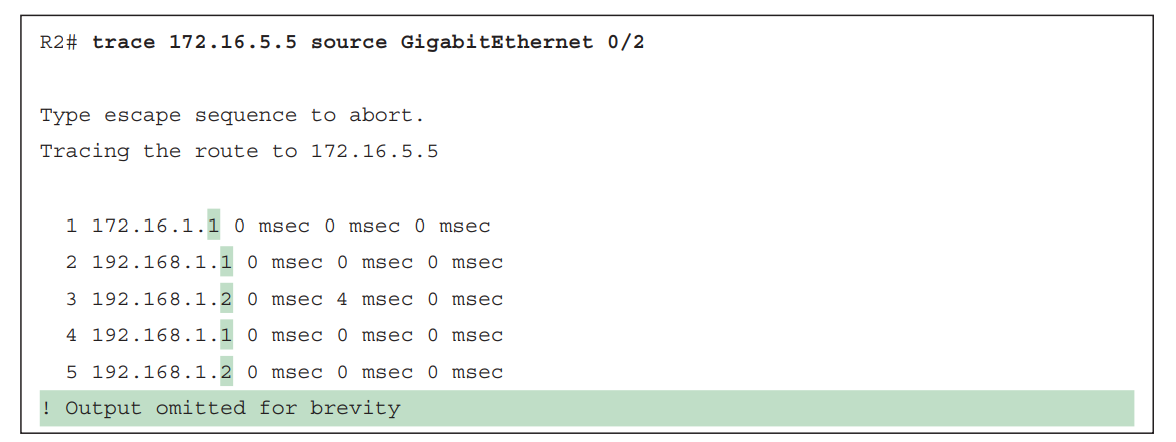 R2# trace 172.16.5.5 source GigabitEthernet 0/2
Type escape sequence to abort.
Tracing the route to 172.16.5.5
1 172.16.1.1 0 msec 0 msec 0 msec
2 192.168.1.1 0 msec 0 msec 0 msec
3 192.168.1.2 0 msec 4 msec 0 msec
4 192.168.1.1 0 msec 0 msec 0 msec
5 192.168.1.2 0 msec 0 msec 0 msec
! Output omitted for brevity